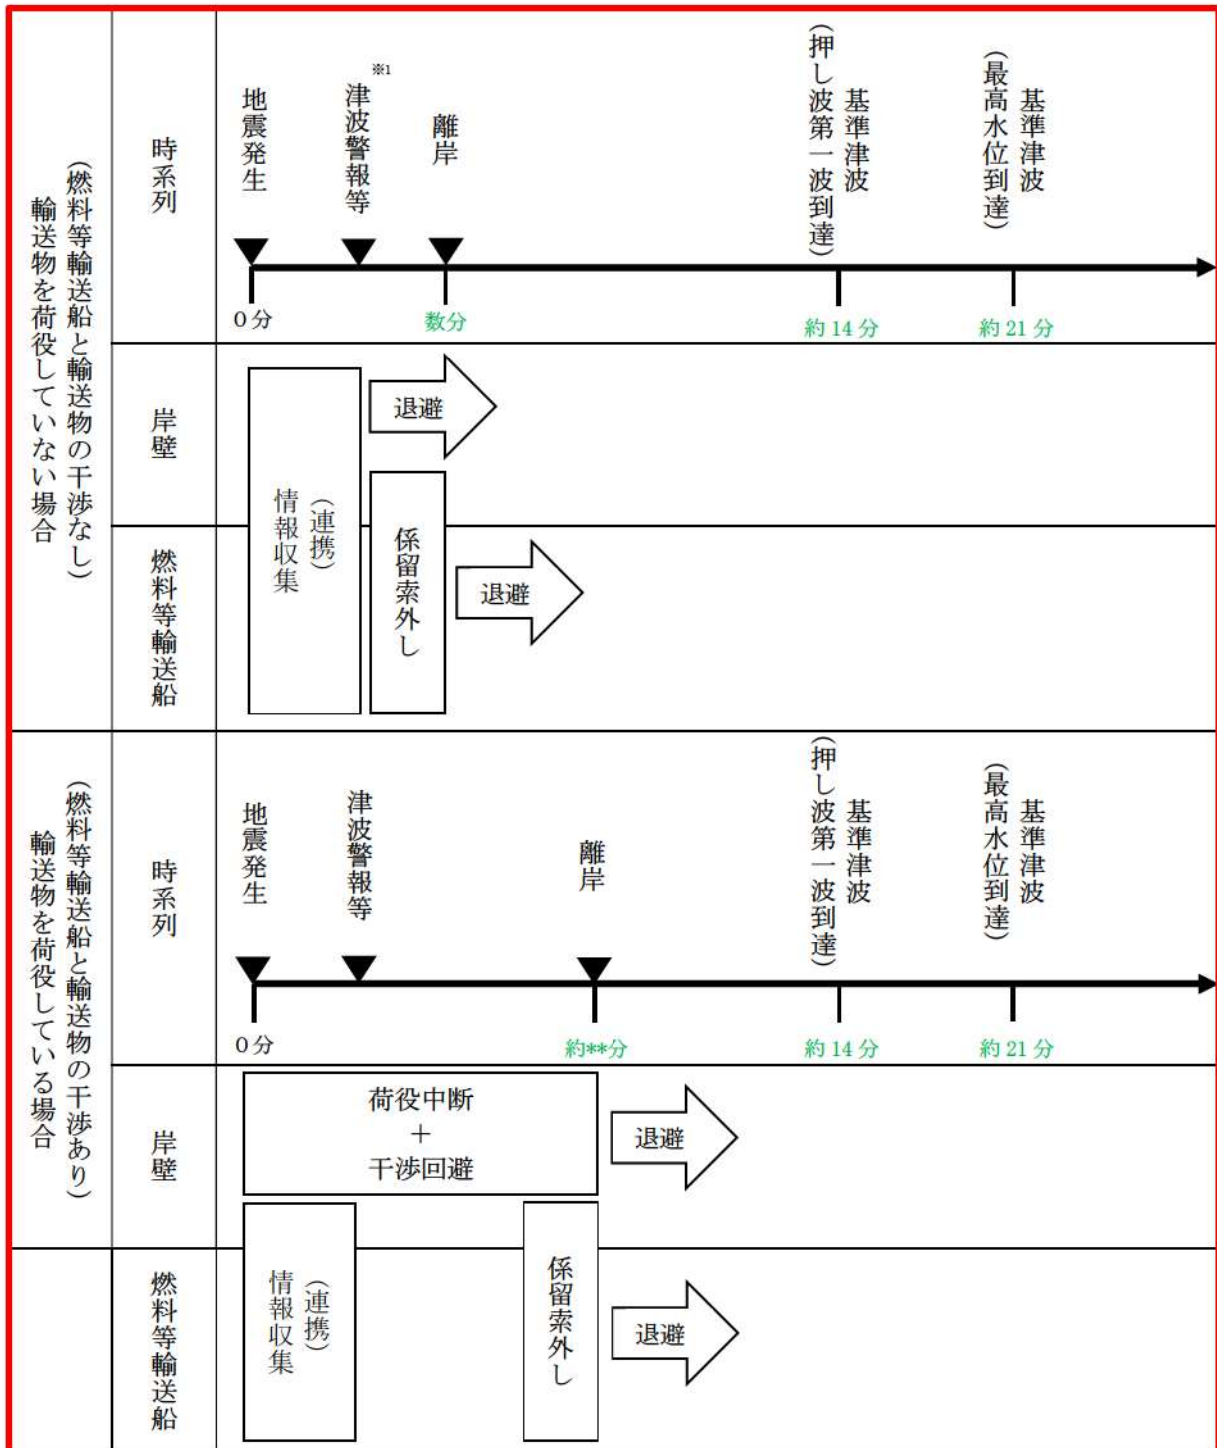 輸送物を荷役していない場合
（燃料等輸送船と輸送物の干渉なし）
時系列
地震発生
津波警報等
※1
離岸
基準津波
（押し波第一波到達）
基準津波
（最高水位到達）
0分
数分
約14分
約21分
岸壁
退避
情報収集
（連携）
係留索外し
燃料等輸送船
退避
輸送物を荷役している場合
（燃料等輸送船と輸送物の干渉あり）
時系列
地震発生
津波警報等
離岸
基準津波
（押し波第一波到達）
基準津波
（最高水位到達）
0分
約**分
約14分
約21分
岸壁
荷役中断
＋
干渉回避
退避
情報収集
（連携）
係留索外し
燃料等輸送船
退避